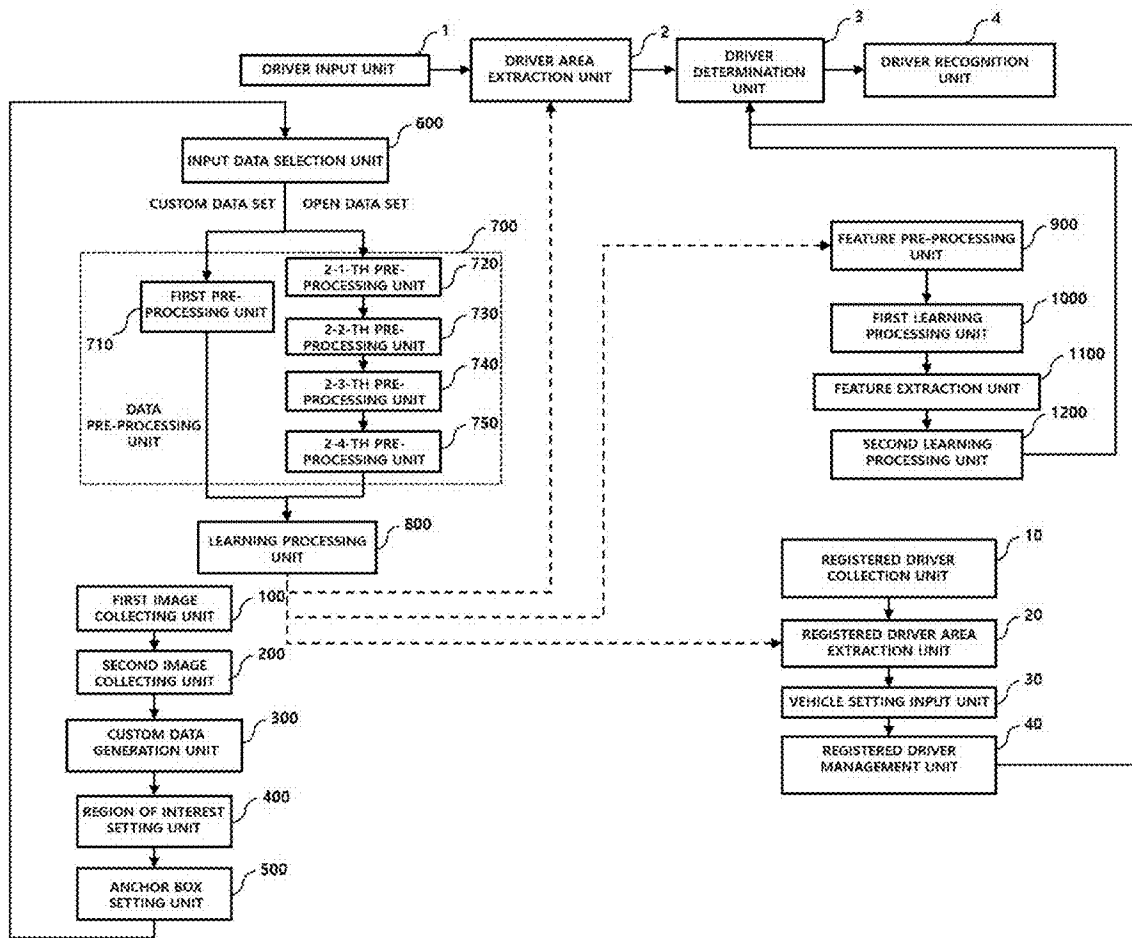 1
DRIVER INPUT UNIT
2
DRIVER AREA
EXTRACTION UNIT
3
DRIVER
DETERMINATION
UNIT
4
DRIVER RECOGNITION
UNIT
600
INPUT DATA SELECTION UNIT
CUSTOM DATA SET
OPEN DATA SET
700
FIRST PRE-
PROCESSING UNIT
710
2-1-TH PRE-
PROCESSING UNIT
720
2-2-TH PRE-
PROCESSING UNIT
730
2-3-TH PRE-
PROCESSING UNIT
740
2-4-TH PRE-
PROCESSING UNIT
750
DATA
PRE-PROCESSING
UNIT
LEARNING PROCESSING
UNIT
800
FIRST IMAGE
COLLECTING UNIT
100
SECOND IMAGE
COLLECTING UNIT
200
CUSTOM DATA
GENERATION UNIT
300
REGION OF INTEREST
SETTING UNIT
400
ANCHOR BOX
SETTING UNIT
500
FEATURE PRE-PROCESSING
UNIT
900
FIRST LEARNING
PROCESSING UNIT
1000
FEATURE EXTRACTION UNIT
1100
SECOND LEARNING
PROCESSING UNIT
1200
REGISTERED DRIVER
COLLECTION UNIT
10
REGISTERED DRIVER AREA
EXTRACTION UNIT
20
VEHICLE SETTING INPUT UNIT
30
REGISTERED DRIVER
MANAGEMENT UNIT
40